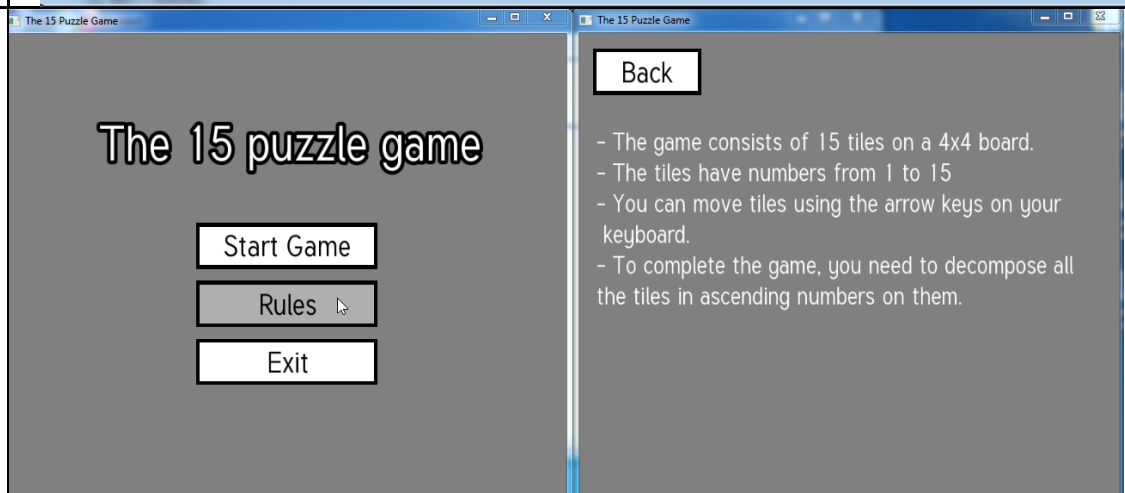 The 15 Puzzle Game
The 15 puzzle game
Start Game
Rules
Exit
The 15 Puzzle Game
Back
- The game consists of 15 tiles on a 4x4 board.
- The tiles have numbers from 1 to 15
- You can move tiles using the arrow keys on your
keyboard.
- To complete the game, you need to decompose all
the tiles in ascending numbers on them.